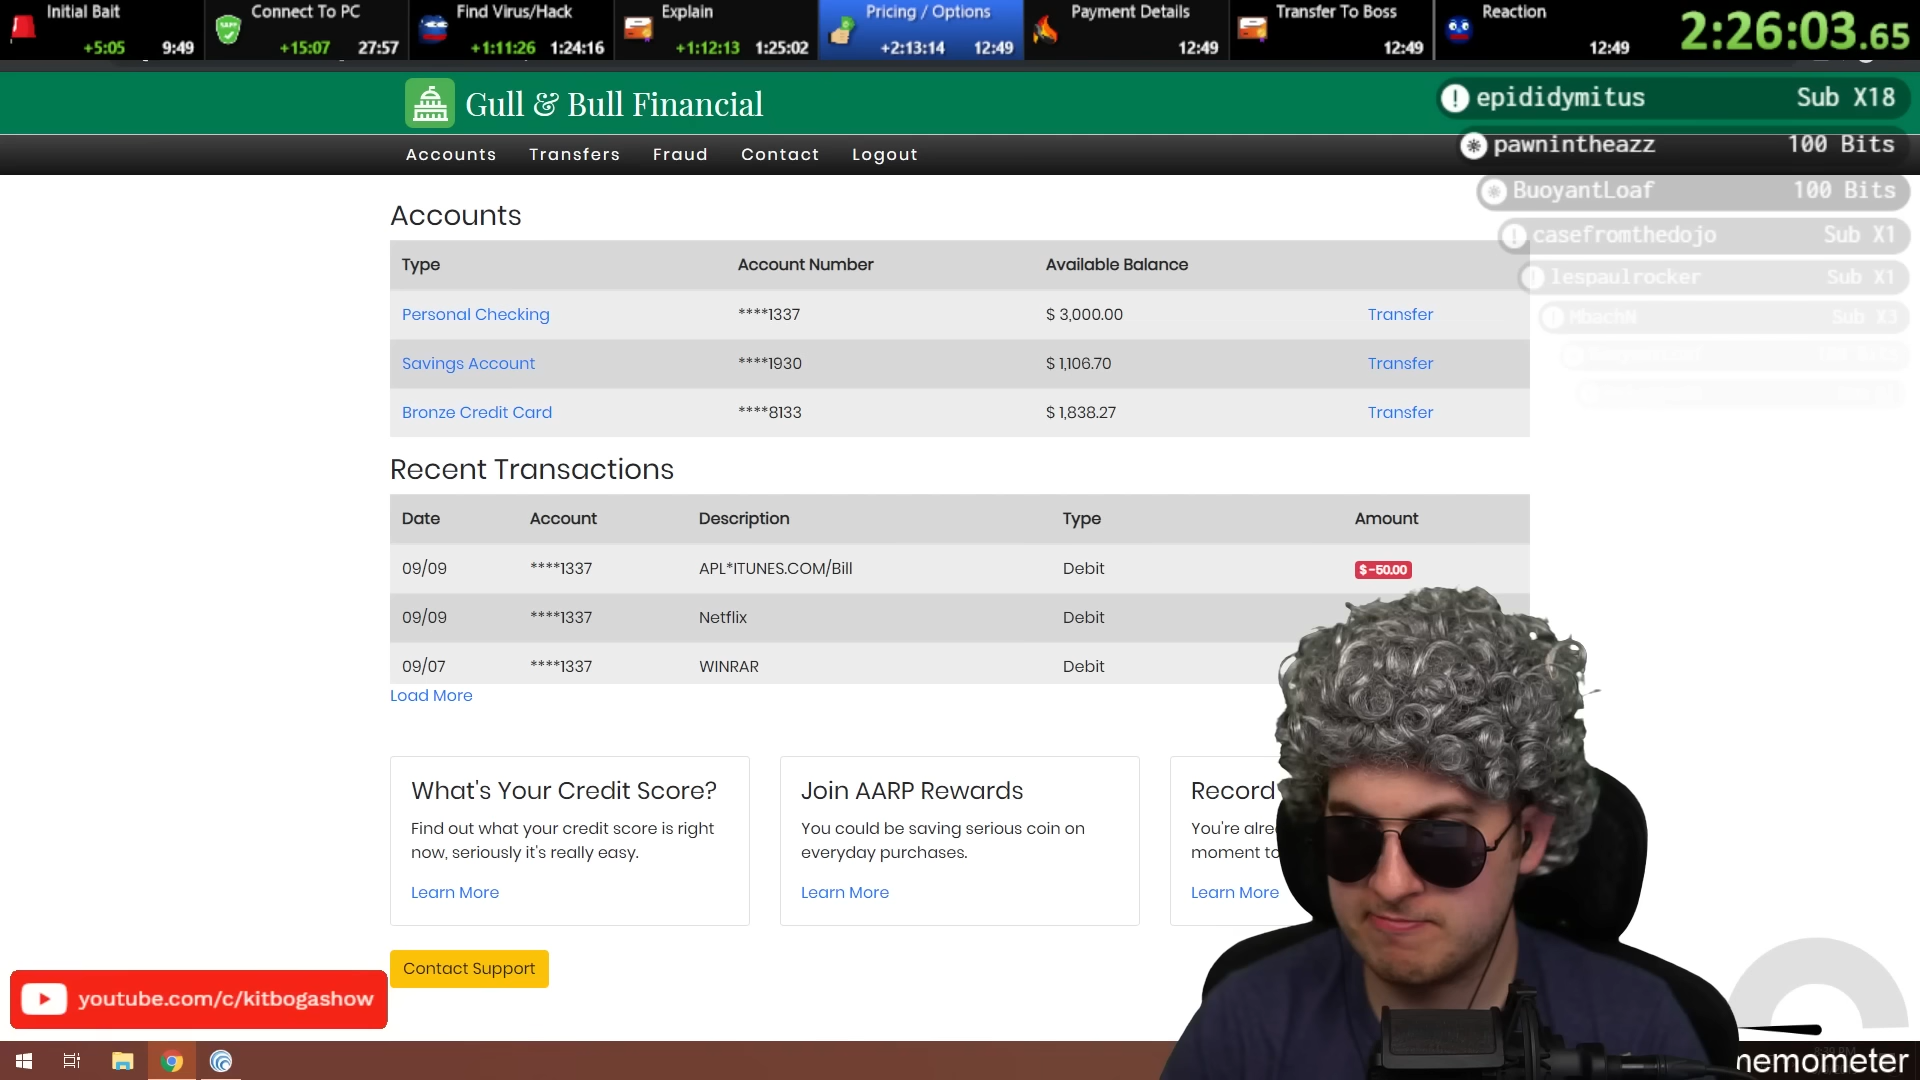 Initial Bait
+5:05 9:49
Connect To PC
+15:07 27:57
Find Virus/Hack
+1:11:26 1:24:16
Explain
+1:12:13 1:25:02
Pricing / Options
+2:13:14 12:49
Payment Details
12:49
Transfer To Boss
12:49
Reaction
12:49
2:26:03.65
Gull & Bull Financial
Accounts Transfers Fraud Contact Logout
epididymitus Sub X18
pawnintheazz 100 Bits
BuoyantLoaf 100 Bits
casefromthedojo Sub X1
lespaulrocker Sub X1
MbachN Sub X3
Accounts
Type Account Number Available Balance
Personal Checking ****1337 $ 3,000.00 Transfer
Savings Account ****1930 $ 1,106.70 Transfer
Bronze Credit Card ****8133 $ 1,838.27 Transfer
Recent Transactions
Date Account Description Type Amount
09/09 ****1337 APL*ITUNES.COM/Bill Debit $ -50.00
09/09 ****1337 Netflix Debit
09/07 ****1337 WINRAR Debit
Load More
What's Your Credit Score?
Find out what your credit score is right
now, seriously it's really easy.
Learn More
Join AARP Rewards
You could be saving serious coin on
everyday purchases.
Learn More
Record
You're
moment
Learn More
Contact Support
youtube.com/c/kitbogashow